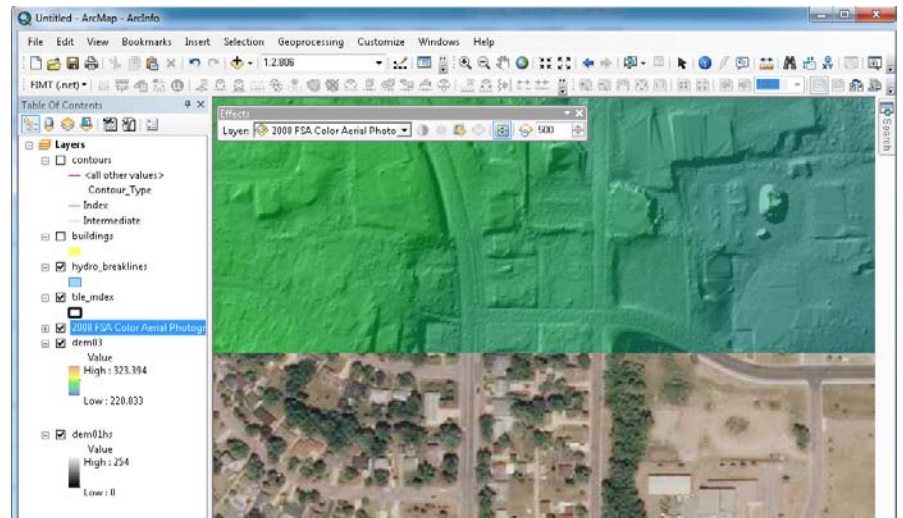 Untitled - ArcMap - ArcInfo
File Edit View Bookmarks Insert Selection Geoprocessing Customize Windows Help
1:2,806
FIMT (.net)
Table Of Contents
Effects
Layer: 2008 FSA Color Aerial Photo
500
Search
Layers
contours
<all other values>
Contour_Type
Index
Intermediate
buildings
hydro_breaklines
tile_index
2008 FSA Color Aerial Photogr
dem03
Value
High : 323.394
Low : 220.833
dem01hs
Value
High : 254
Low : 0